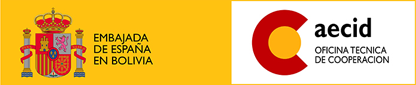 EMBAJADA
DE ESPAÑA
EN BOLIVIA
aecid
OFICINA TECNICA
DE COOPERACION